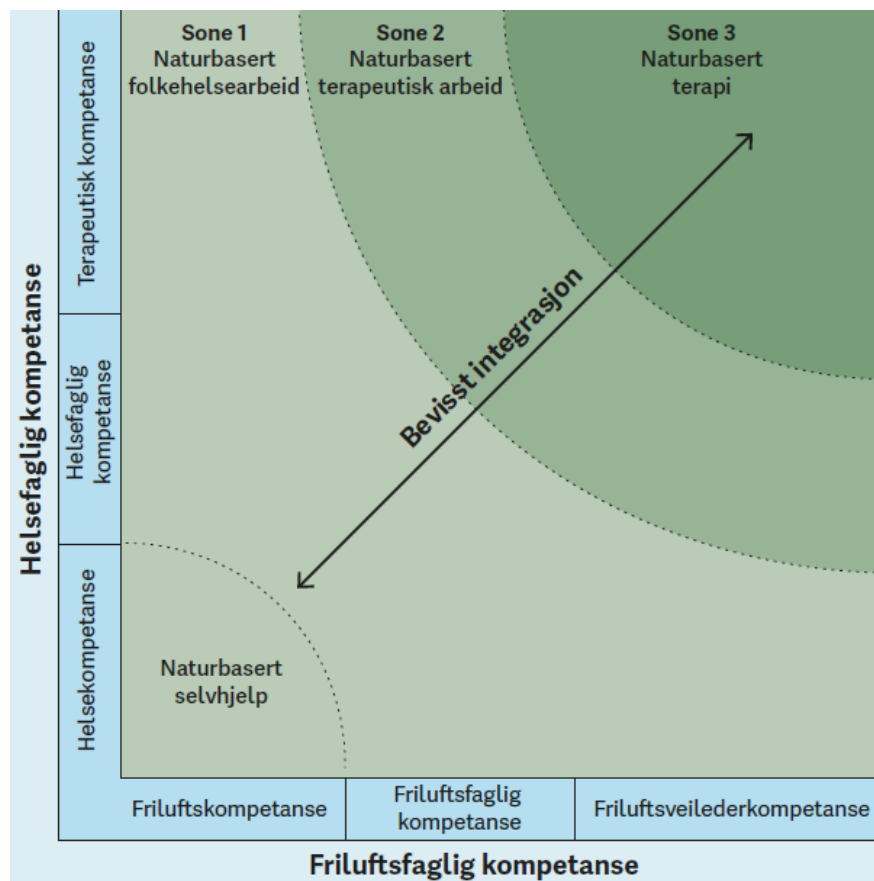 Sone 1
Naturbasert
folkehelsearbeid
Sone 2
Naturbasert
terapeutisk arbeid
Sone 3
Naturbasert
terapi
Helsefaglig kompetanse
Terapeutisk kompetanse
Helsefaglig
kompetanse
Helsekompetanse
Bevisst integrasjon
Naturbasert
selvhjelp
Friluftskompetanse
Friluftsfaglig
kompetanse
Friluftsveilederkompetanse
Friluftsfaglig kompetanse